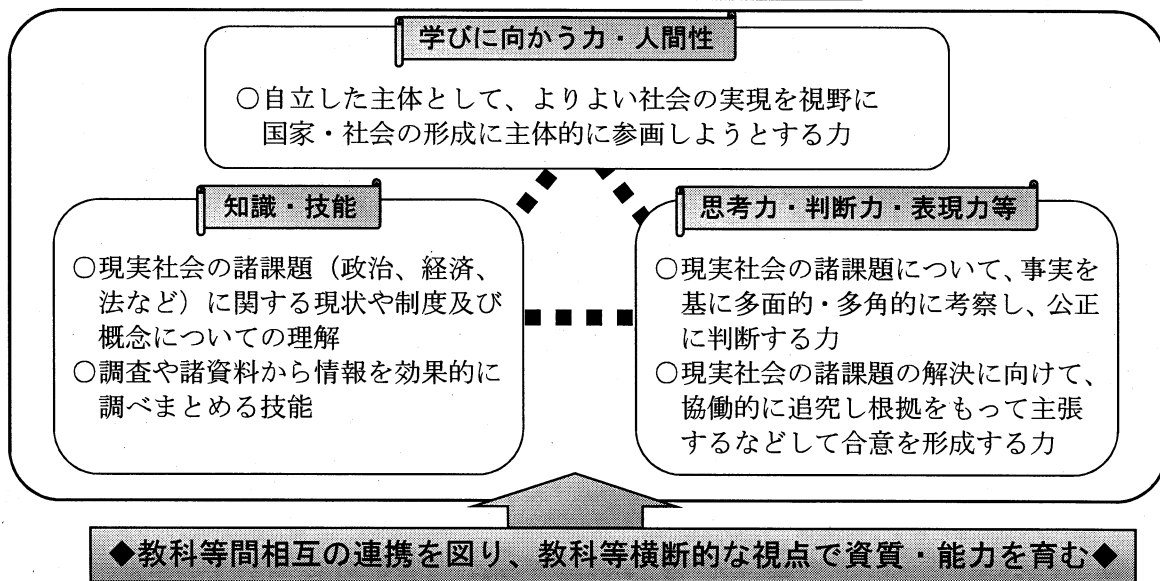 学びに向かう力・人間性
○自立した主体として、よりよい社会の実現を視野に
国家・社会の形成に主体的に参画しようとする力
知識・技能
○現実社会の諸課題(政治、経済、
法など)に関する現状や制度及び
概念についての理解
○調査や諸資料から情報を効果的に
調べまとめる技能
思考力・判断力・表現力等
○現実社会の諸課題について、事実を
基に多面的・多角的に考察し、公正
に判断する力
○現実社会の諸課題の解決に向けて、
協働的に追究し根拠をもって主張
するなどして合意を形成する力
◆教科等間相互の連携を図り、教科等横断的な視点で資質・能力を育む◆